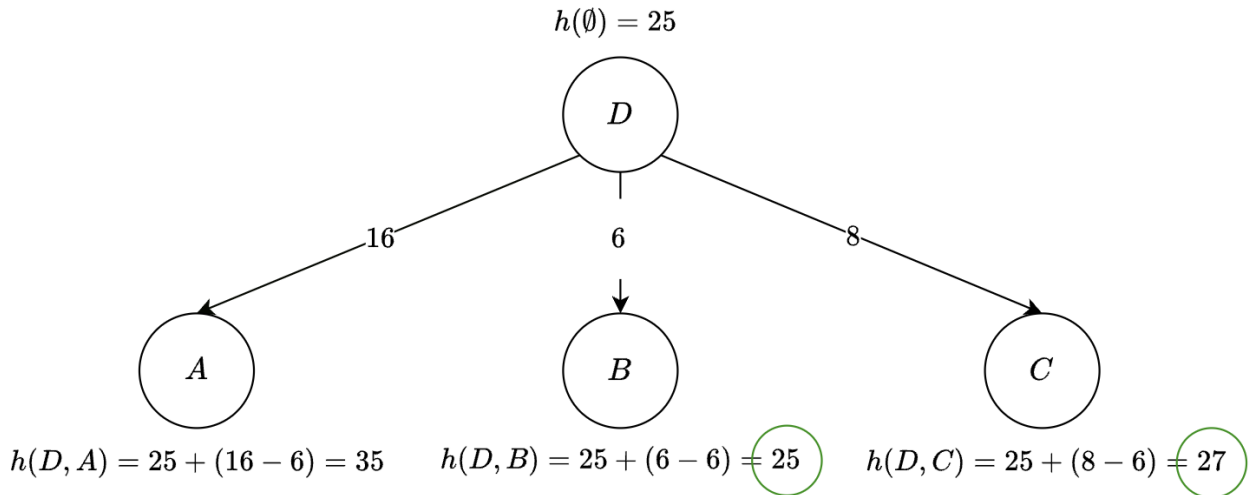 h(∅) = 25
D
16
6
8
A
B
C
h(D, A) = 25 + (16 − 6) = 35
h(D, B) = 25 + (6 − 6) = 25
h(D, C) = 25 + (8 − 6) = 27